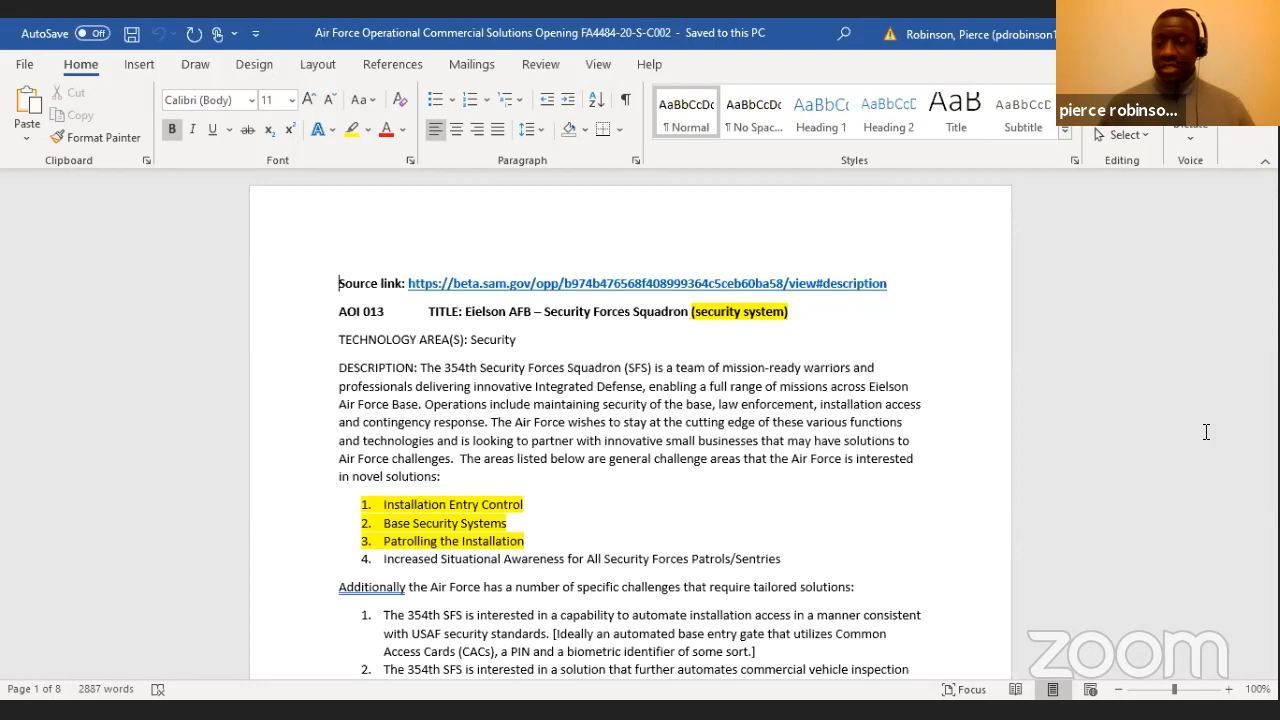 AutoSave Off
Air Force Operational Commercial Solutions Opening FA4484-20-S-C002 - Saved to this PC
Robinson, Pierce (pdrobinson1
pierce robinso...
File Home Insert Draw Design Layout References Mailings Review View Help
Paste
Cut
Copy
Format Painter
Clipboard
Calibri (Body) 11
Font
Paragraph
AaBbCcDc AaBbCcDc AaBbCc AaBbCcD AaB AaBbCcD
¶ Normal ¶ No Spac... Heading 1 Heading 2 Title Subtitle
Styles
Select
Editing
Dictate
Voice
Source link: https://beta.sam.gov/opp/b974b476568f408999364c5ceb60ba58/view#description
AOI 013 TITLE: Eielson AFB – Security Forces Squadron (security system)
TECHNOLOGY AREA(S): Security
DESCRIPTION: The 354th Security Forces Squadron (SFS) is a team of mission-ready warriors and
professionals delivering innovative Integrated Defense, enabling a full range of missions across Eielson
Air Force Base. Operations include maintaining security of the base, law enforcement, installation access
and contingency response. The Air Force wishes to stay at the cutting edge of these various functions
and technologies and is looking to partner with innovative small businesses that may have solutions to
Air Force challenges. The areas listed below are general challenge areas that the Air Force is interested
in novel solutions:
1. Installation Entry Control
2. Base Security Systems
3. Patrolling the Installation
4. Increased Situational Awareness for All Security Forces Patrols/Sentries
Additionally the Air Force has a number of specific challenges that require tailored solutions:
1. The 354th SFS is interested in a capability to automate installation access in a manner consistent
with USAF security standards. [Ideally an automated base entry gate that utilizes Common
Access Cards (CACs), a PIN and a biometric identifier of some sort.]
2. The 354th SFS is interested in a solution that further automates commercial vehicle inspection
zoom
Page 1 of 8 2887 words
Focus
100%